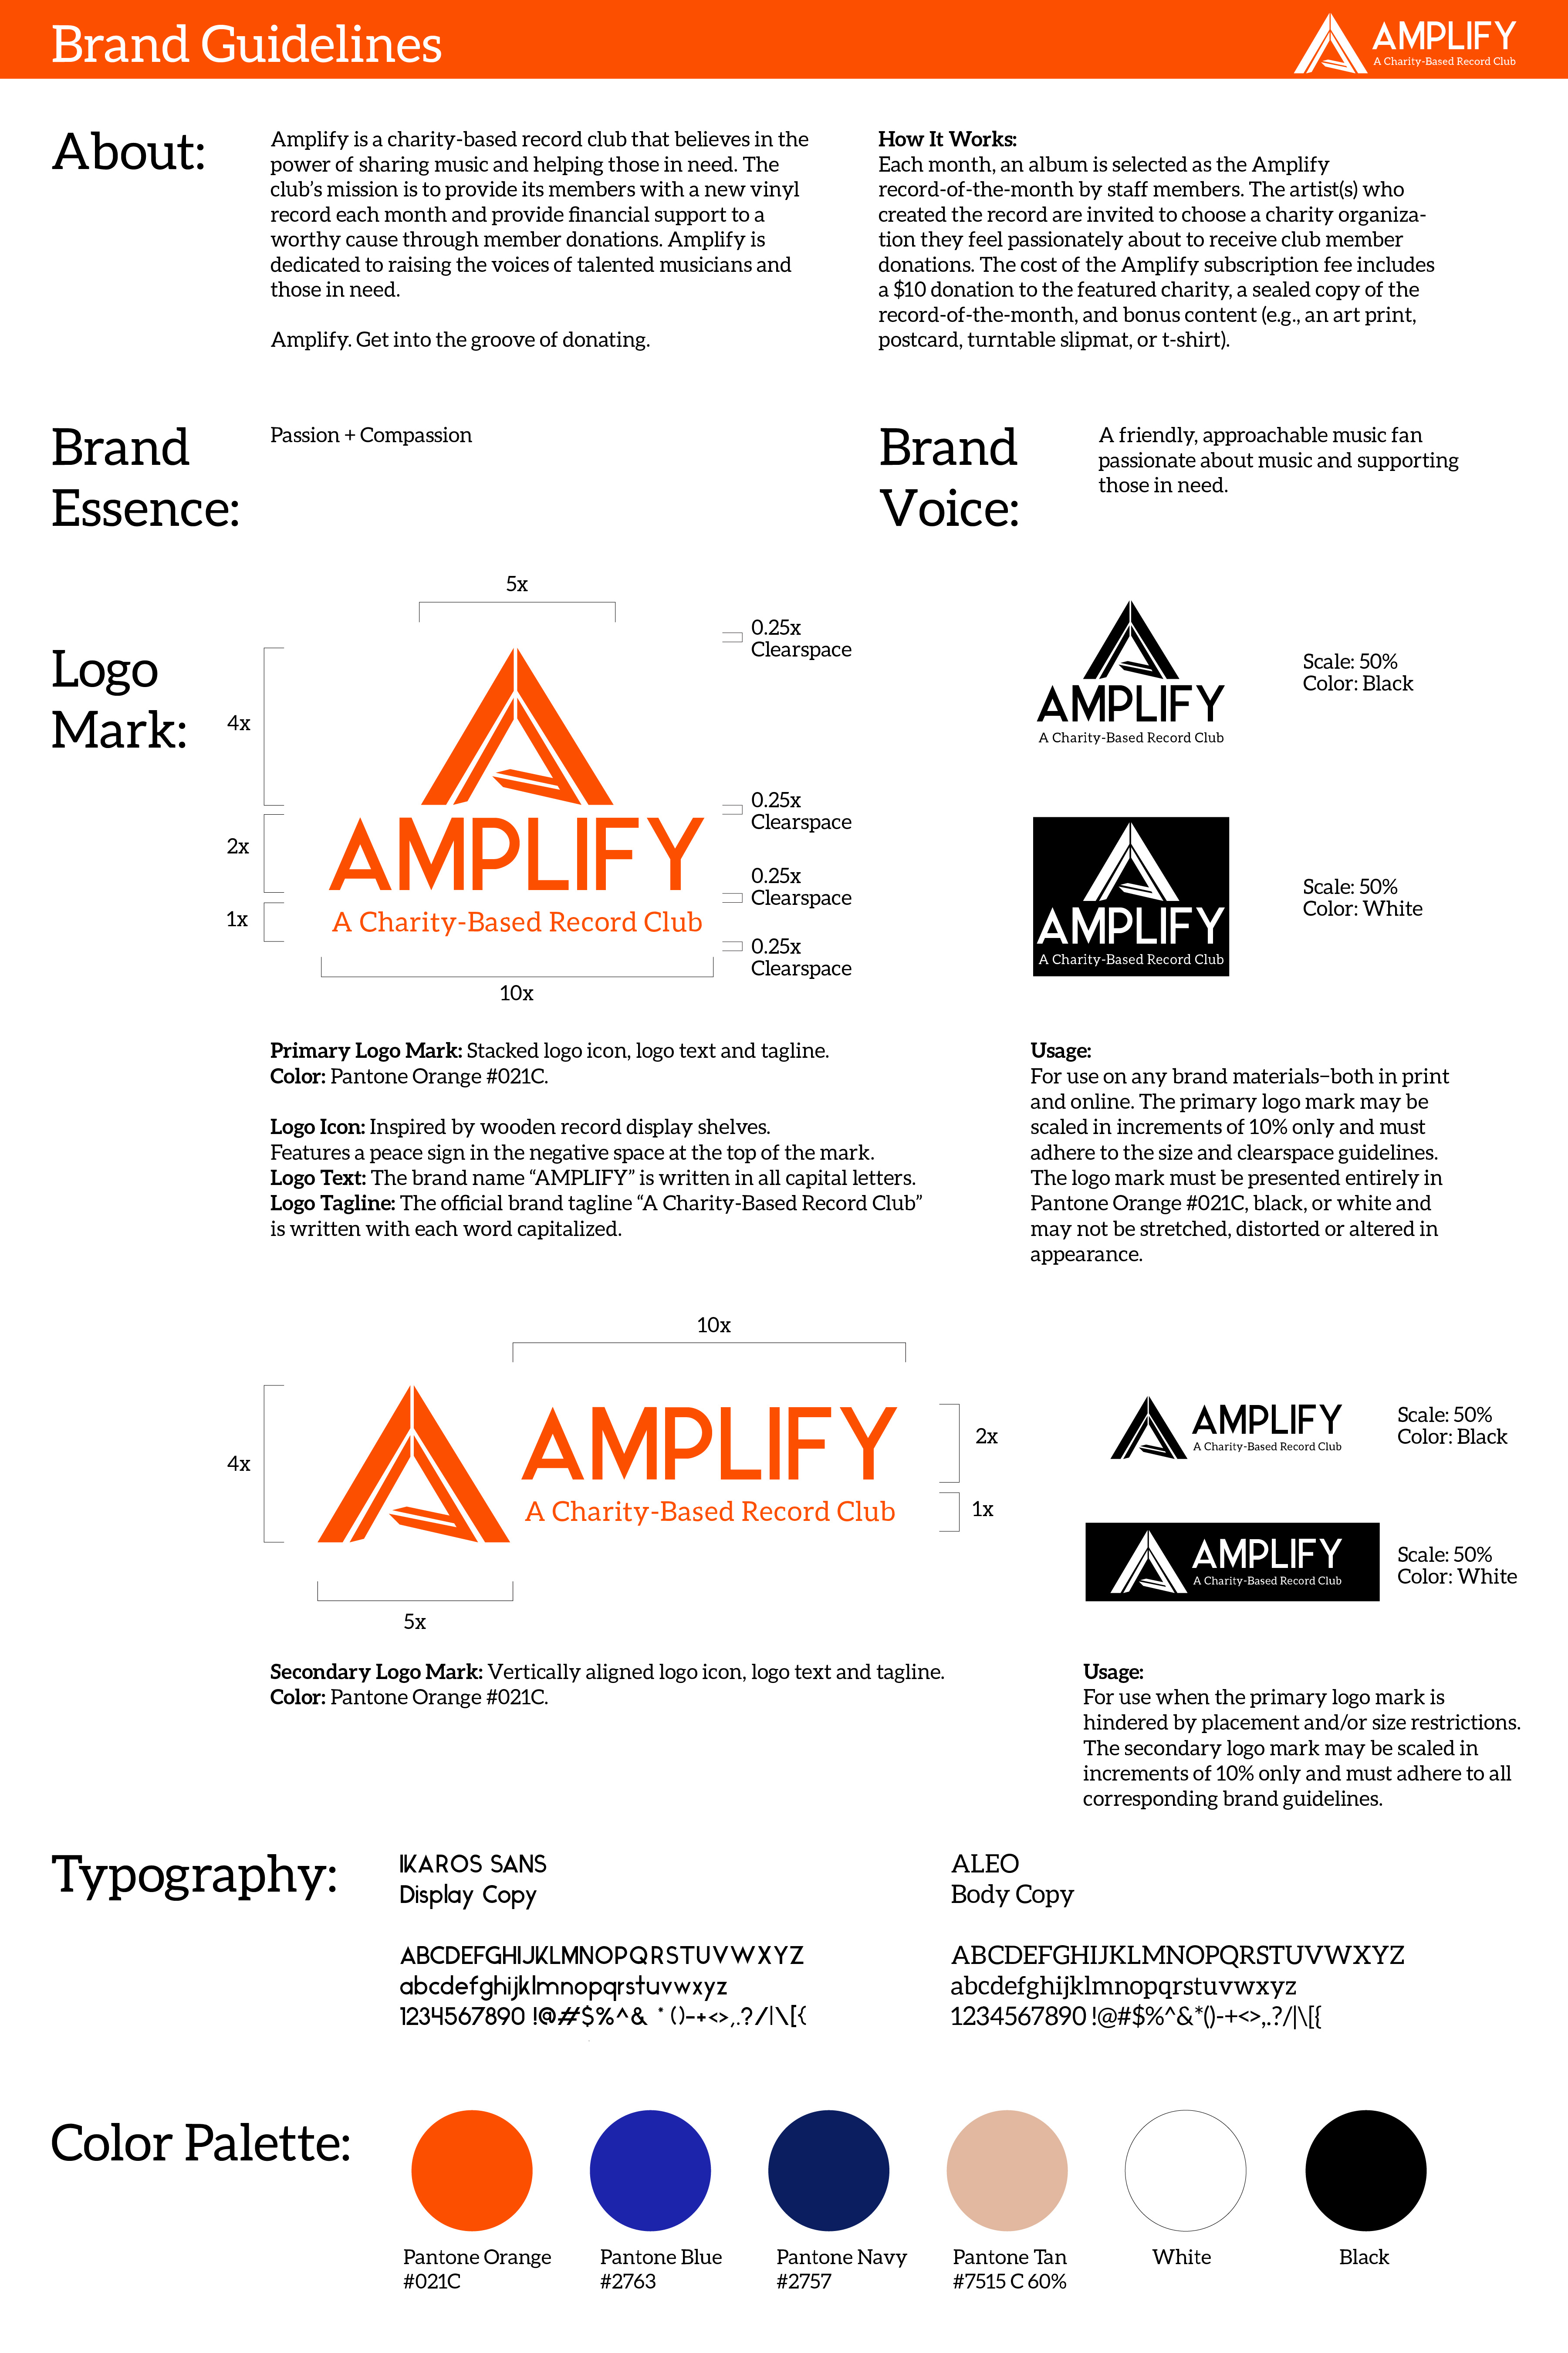 Brand Guidelines
AMPLIFY
A Charity-Based Record Club
About:
Amplify is a charity-based record club that believes in the
power of sharing music and helping those in need. The
club’s mission is to provide its members with a new vinyl
record each month and provide financial support to a
worthy cause through member donations. Amplify is
dedicated to raising the voices of talented musicians and
those in need.
Amplify. Get into the groove of donating.
How It Works:
Each month, an album is selected as the Amplify
record-of-the-month by staff members. The artist(s) who
created the record are invited to choose a charity organiza-
tion they feel passionately about to receive club member
donations. The cost of the Amplify subscription fee includes
a $10 donation to the featured charity, a sealed copy of the
record-of-the-month, and bonus content (e.g., an art print,
postcard, turntable slipmat, or t-shirt).
Brand
Essence:
Passion + Compassion
Brand
Voice:
A friendly, approachable music fan
passionate about music and supporting
those in need.
Logo
Mark:
5x
4x
2x
1x
10x
0.25x
Clearspace
0.25x
Clearspace
0.25x
Clearspace
0.25x
Clearspace
AMPLIFY
A Charity-Based Record Club
AMPLIFY
A Charity-Based Record Club
Scale: 50%
Color: Black
AMPLIFY
A Charity-Based Record Club
Scale: 50%
Color: White
Primary Logo Mark: Stacked logo icon, logo text and tagline.
Color: Pantone Orange #021C.
Logo Icon: Inspired by wooden record display shelves.
Features a peace sign in the negative space at the top of the mark.
Logo Text: The brand name “AMPLIFY” is written in all capital letters.
Logo Tagline: The official brand tagline “A Charity-Based Record Club”
is written with each word capitalized.
Usage:
For use on any brand materials–both in print
and online. The primary logo mark may be
scaled in increments of 10% only and must
adhere to the size and clearspace guidelines.
The logo mark must be presented entirely in
Pantone Orange #021C, black, or white and
may not be stretched, distorted or altered in
appearance.
10x
4x
AMPLIFY
A Charity-Based Record Club
2x
1x
5x
AMPLIFY
A Charity-Based Record Club
Scale: 50%
Color: Black
AMPLIFY
A Charity-Based Record Club
Scale: 50%
Color: White
Secondary Logo Mark: Vertically aligned logo icon, logo text and tagline.
Color: Pantone Orange #021C.
Usage:
For use when the primary logo mark is
hindered by placement and/or size restrictions.
The secondary logo mark may be scaled in
increments of 10% only and must adhere to all
corresponding brand guidelines.
Typography:
IKAROS SANS
Display Copy
ABCDEFGHIJKLMNOPQRSTUVWXYZ
abcdefghijklmnopqrstuvwxyz
1234567890 !@#$%^& *()-+<>,.?/|\[{
ALEO
Body Copy
ABCDEFGHIJKLMNOPQRSTUVWXYZ
abcdefghijklmnopqrstuvwxyz
1234567890 !@#$%^&*()-+<>,.?/|\[{
Color Palette:
Pantone Orange
#021C
Pantone Blue
#2763
Pantone Navy
#2757
Pantone Tan
#7515 C 60%
White
Black